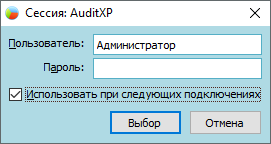 Сессия: AuditXP
Пользователь: Администратор
Пароль:
Использовать при следующих подключениях
Выбор Отмена